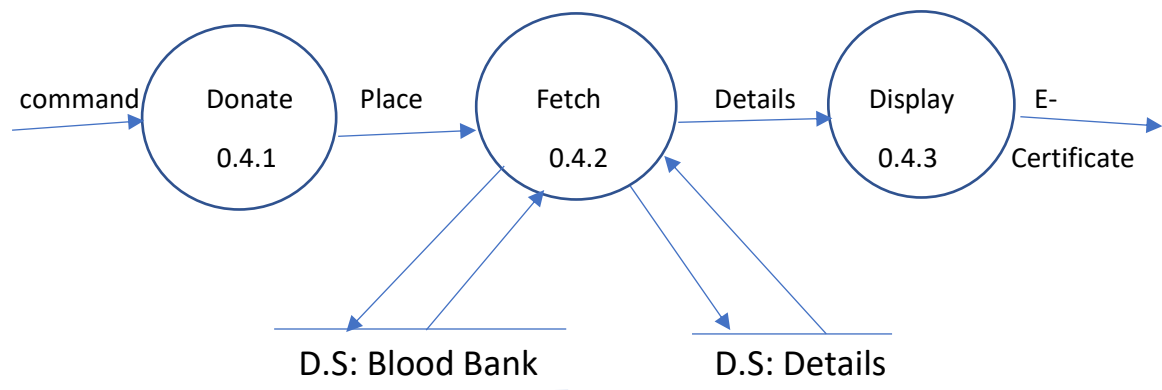 command
Donate
0.4.1
Place
Fetch
0.4.2
Details
Display
0.4.3
E-
Certificate
D.S: Blood Bank
D.S: Details